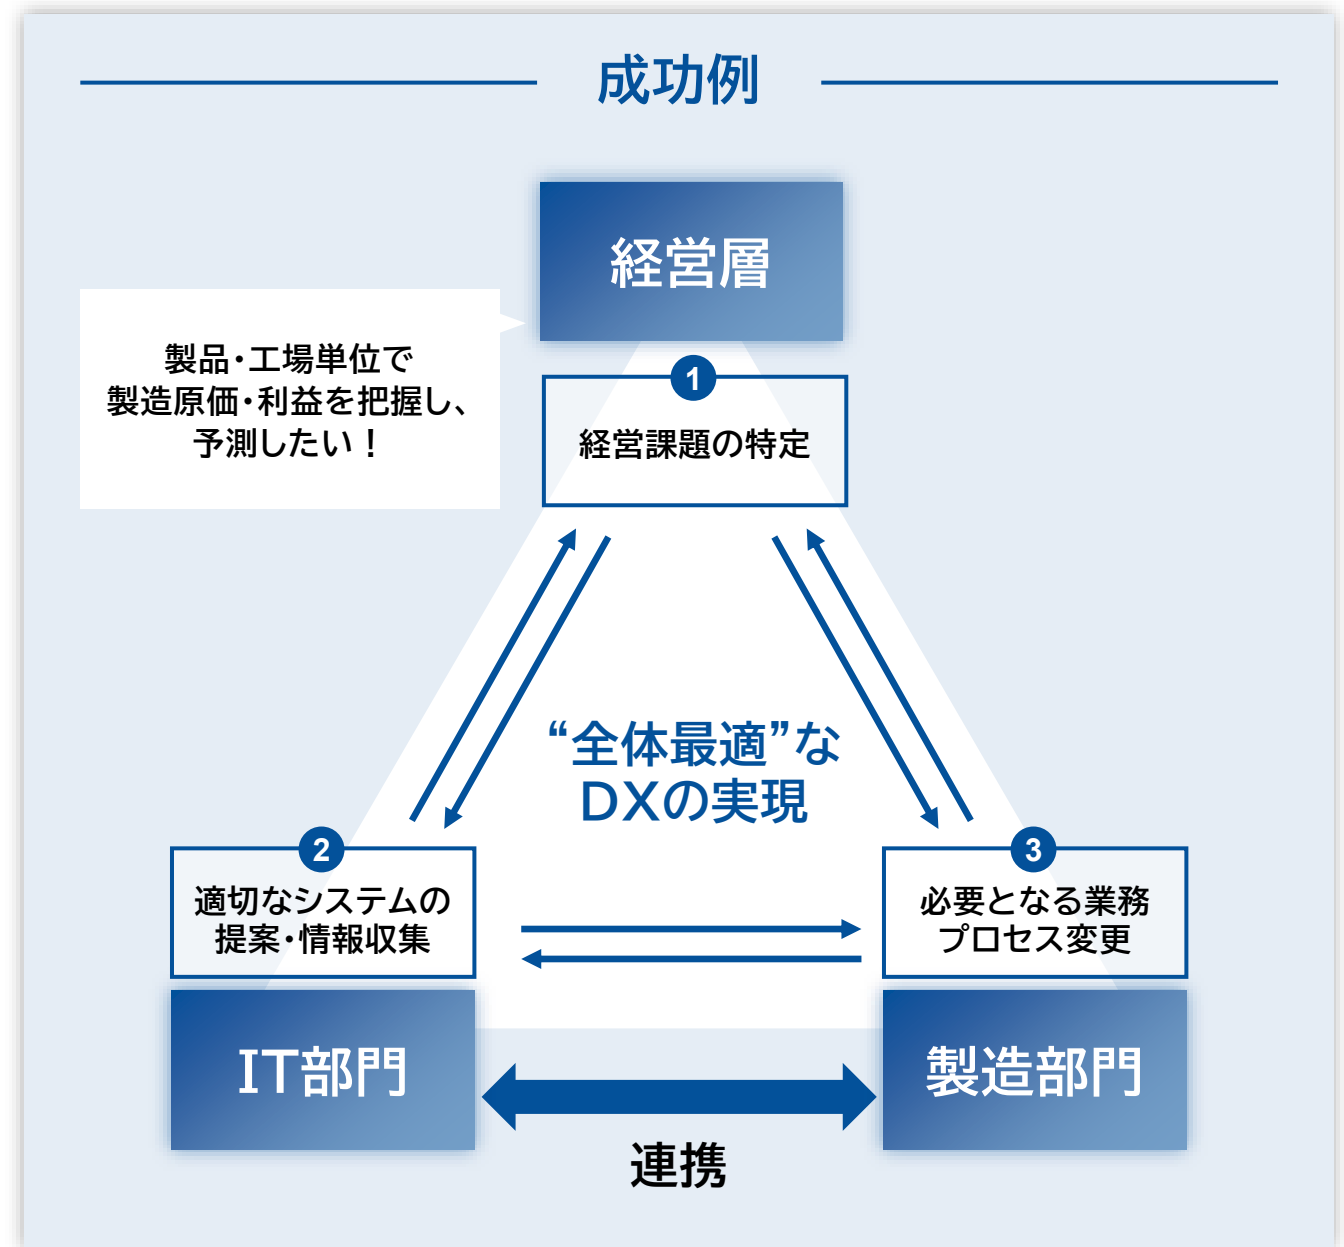 成功例
経営層
製品・工場単位で
製造原価・利益を把握し、
予測したい！
1
経営課題の特定
“全体最適”な
DXの実現
2
適切なシステムの
提案・情報収集
3
必要となる業務
プロセス変更
IT部門
製造部門
連携